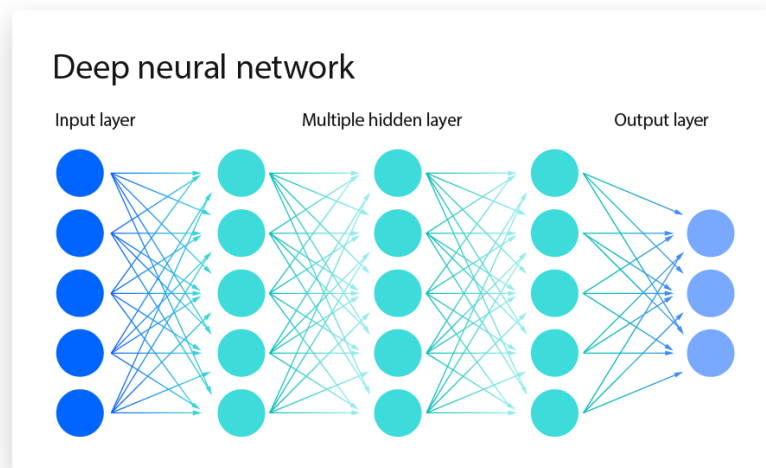 Deep neural network
Input layer
Multiple hidden layer
Output layer